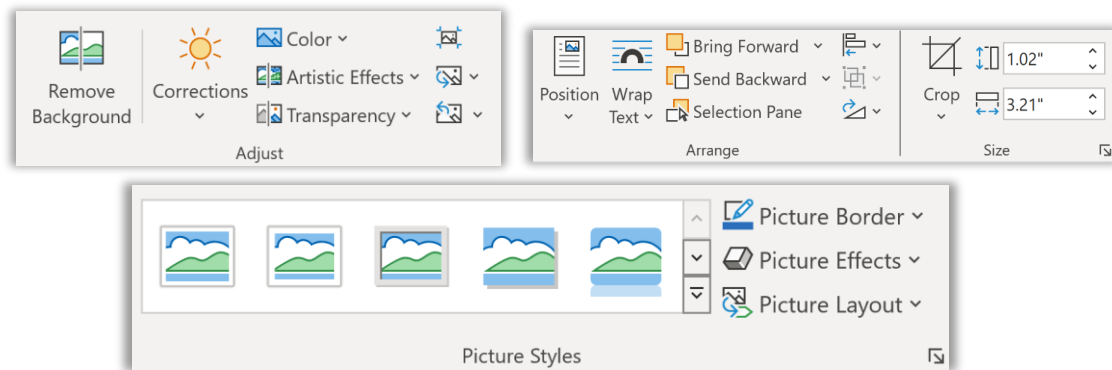 Remove
Background
Corrections
Color
Artistic Effects
Transparency
Adjust
Position
Wrap
Text
Bring Forward
Send Backward
Selection Pane
Arrange
Crop
1.02"
3.21"
Size
Picture Border
Picture Effects
Picture Layout
Picture Styles